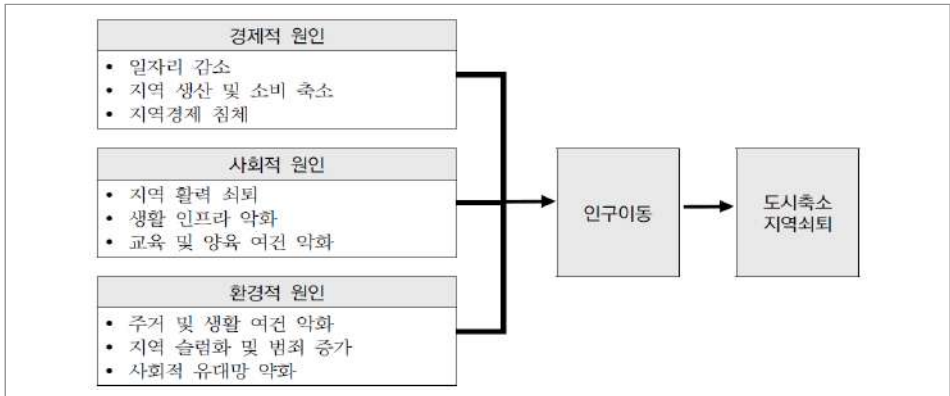 경제적 원인
• 일자리 감소
• 지역 생산 및 소비 축소
• 지역경제 침체
사회적 원인
• 지역 활력 쇠퇴
• 생활 인프라 악화
• 교육 및 양육 여건 악화
환경적 원인
• 주거 및 생활 여건 악화
• 지역 슬럼화 및 범죄 증가
• 사회적 유대망 약화
인구이동
도시축소
지역쇠퇴